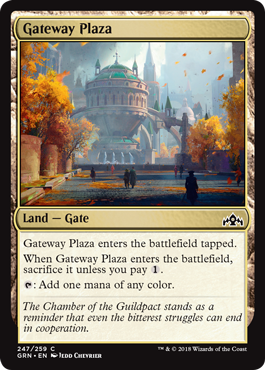 Gateway Plaza
Land — Gate
Gateway Plaza enters the battlefield tapped.
When Gateway Plaza enters the battlefield,
sacrifice it unless you pay 1.
: Add one mana of any color.
The Chamber of the Guildpact stands as a
reminder that even the bitterest struggles can end
in cooperation.
247/259 C
GRN • EN Jedd Chevrier
™ & © 2018 Wizards of the Coast